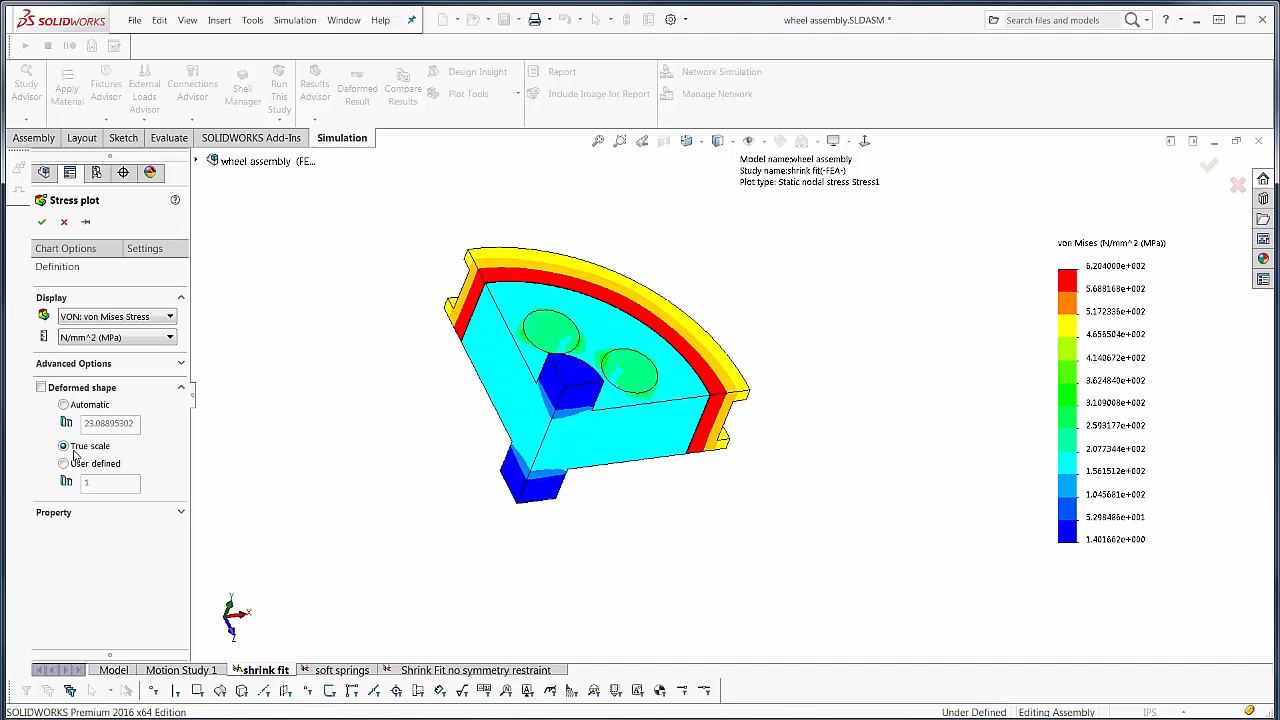 SOLIDWORKS File Edit View Insert Tools Simulation Window Help wheel assembly.SLDASM * Search files and models
Study Advisor
Apply Material
Fixtures Advisor
External Loads Advisor
Connections Advisor
Shell Manager
Run This Study
Results Advisor
Deformed Result
Compare Results
Design Insight
Plot Tools
Report
Include Image for Report
Network Simulation
Manage Network
Assembly Layout Sketch Evaluate SOLIDWORKS Add-Ins Simulation
wheel assembly (FE...
Model name:wheel assembly
Study name:shrink fit(-FEA-)
Plot type: Static nodal stress Stress1
Stress plot
Chart Options Settings
Definition
Display
VON: von Mises Stress
N/mm^2 (MPa)
Advanced Options
Deformed shape
Automatic
23.08895302
True scale
User defined
1
Property
von Mises (N/mm^2 (MPa))
6.204000e+002
5.688168e+002
5.172336e+002
4.656504e+002
4.140672e+002
3.624840e+002
3.109008e+002
2.593177e+002
2.077344e+002
1.561512e+002
1.045681e+002
5.298486e+001
1.401662e+000
Y
X
Z
Model Motion Study 1 shrink fit soft springs Shrink Fit no symmetry restraint
SOLIDWORKS Premium 2016 x64 Edition Under Defined Editing Assembly IPS